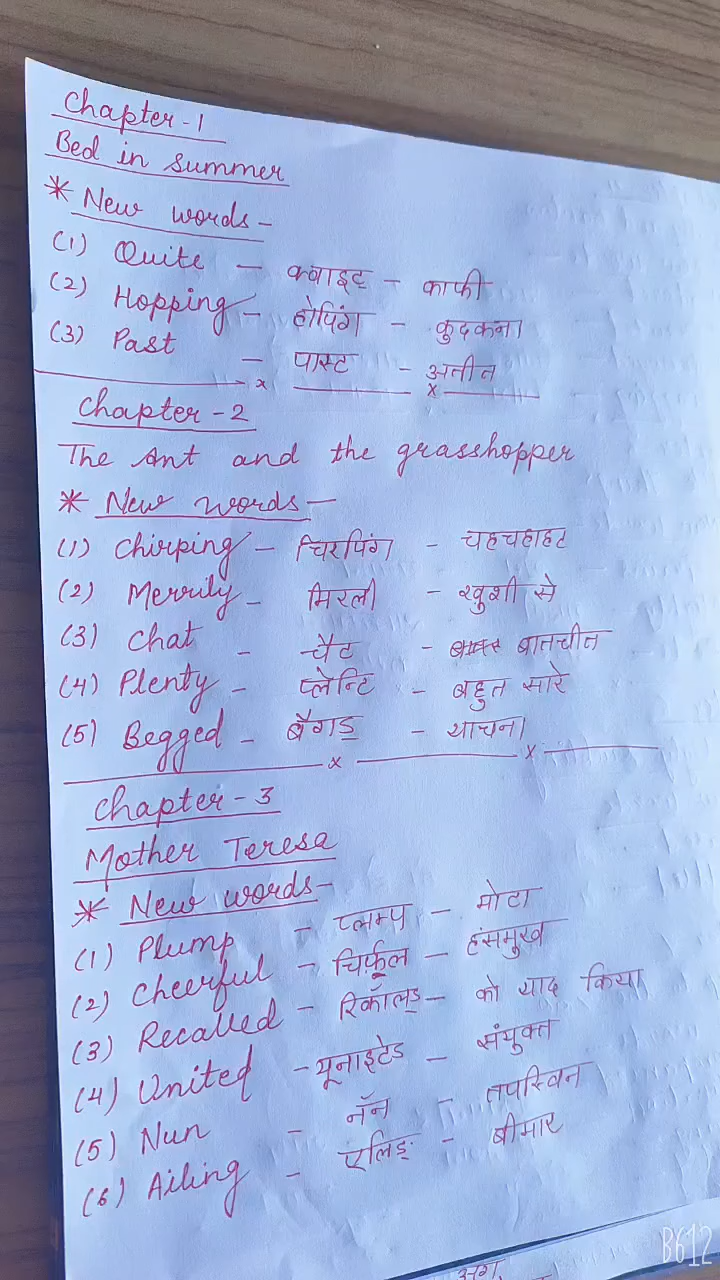 Chapter-1
Bed in summer
* New words -
(1) Quite - क्वाइट - काफी
(2) Hopping - होपिंग - कुदकना
(3) Past - पास्ट - अतीत
x x
Chapter-2
The Ant and the grasshopper
* New words -
(1) Chirping - चिरपिंग - चहचहाहट
(2) Merrily - मिरली - खुशी से
(3) Chat - चैट - बातचीत
(4) Plenty - प्लेन्टि - बहुत सारे
(5) Begged - बैगड - याचना
x x
Chapter-3
Mother Teresa
* New words -
(1) Plump - प्लम्प - मोटा
(2) Cheerful - चिर्फूल - हंसमुख
(3) Recalled - रिकॉल्ड - को याद किया
(4) United - यूनाइटेड - संयुक्त
(5) Nun - नॅन - तपस्विन
(6) Ailing - एलिङ् - बीमार
B612